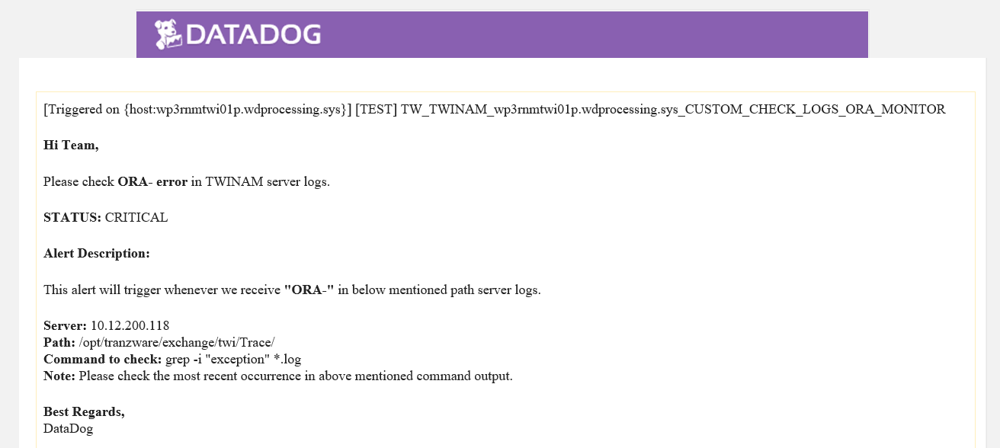 DATADOG
[Triggered on {host:wp3rnmtwi01p.wdprocessing.sys}] [TEST] TW_TWINAM_wp3rnmtwi01p.wdprocessing.sys_CUSTOM_CHECK_LOGS_ORA_MONITOR
Hi Team,
Please check ORA- error in TWINAM server logs.
STATUS: CRITICAL
Alert Description:
This alert will trigger whenever we receive "ORA-" in below mentioned path server logs.
Server: 10.12.200.118
Path: /opt/tranzware/exchange/twi/Trace/
Command to check: grep -i "exception" *.log
Note: Please check the most recent occurrence in above mentioned command output.
Best Regards,
DataDog